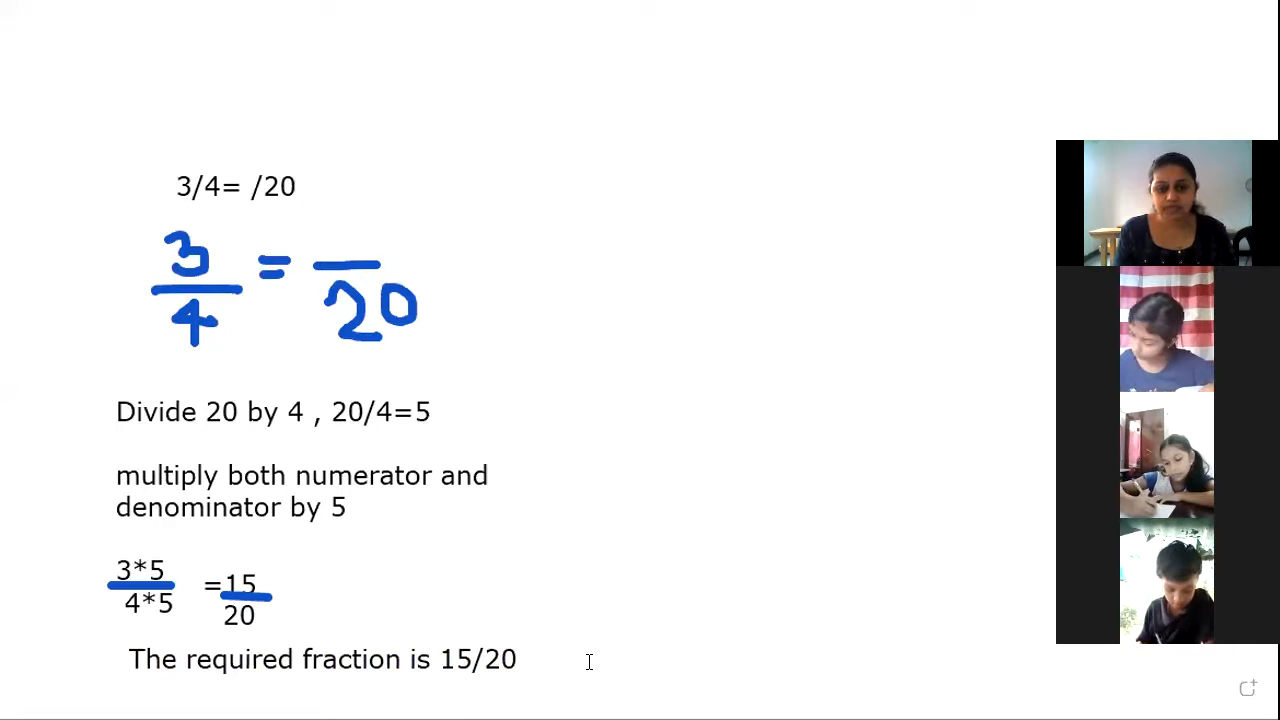 3/4= /20
3 = 
4 20
Divide 20 by 4 , 20/4=5
multiply both numerator and
denominator by 5
3*5 =15
4*5 20
The required fraction is 15/20